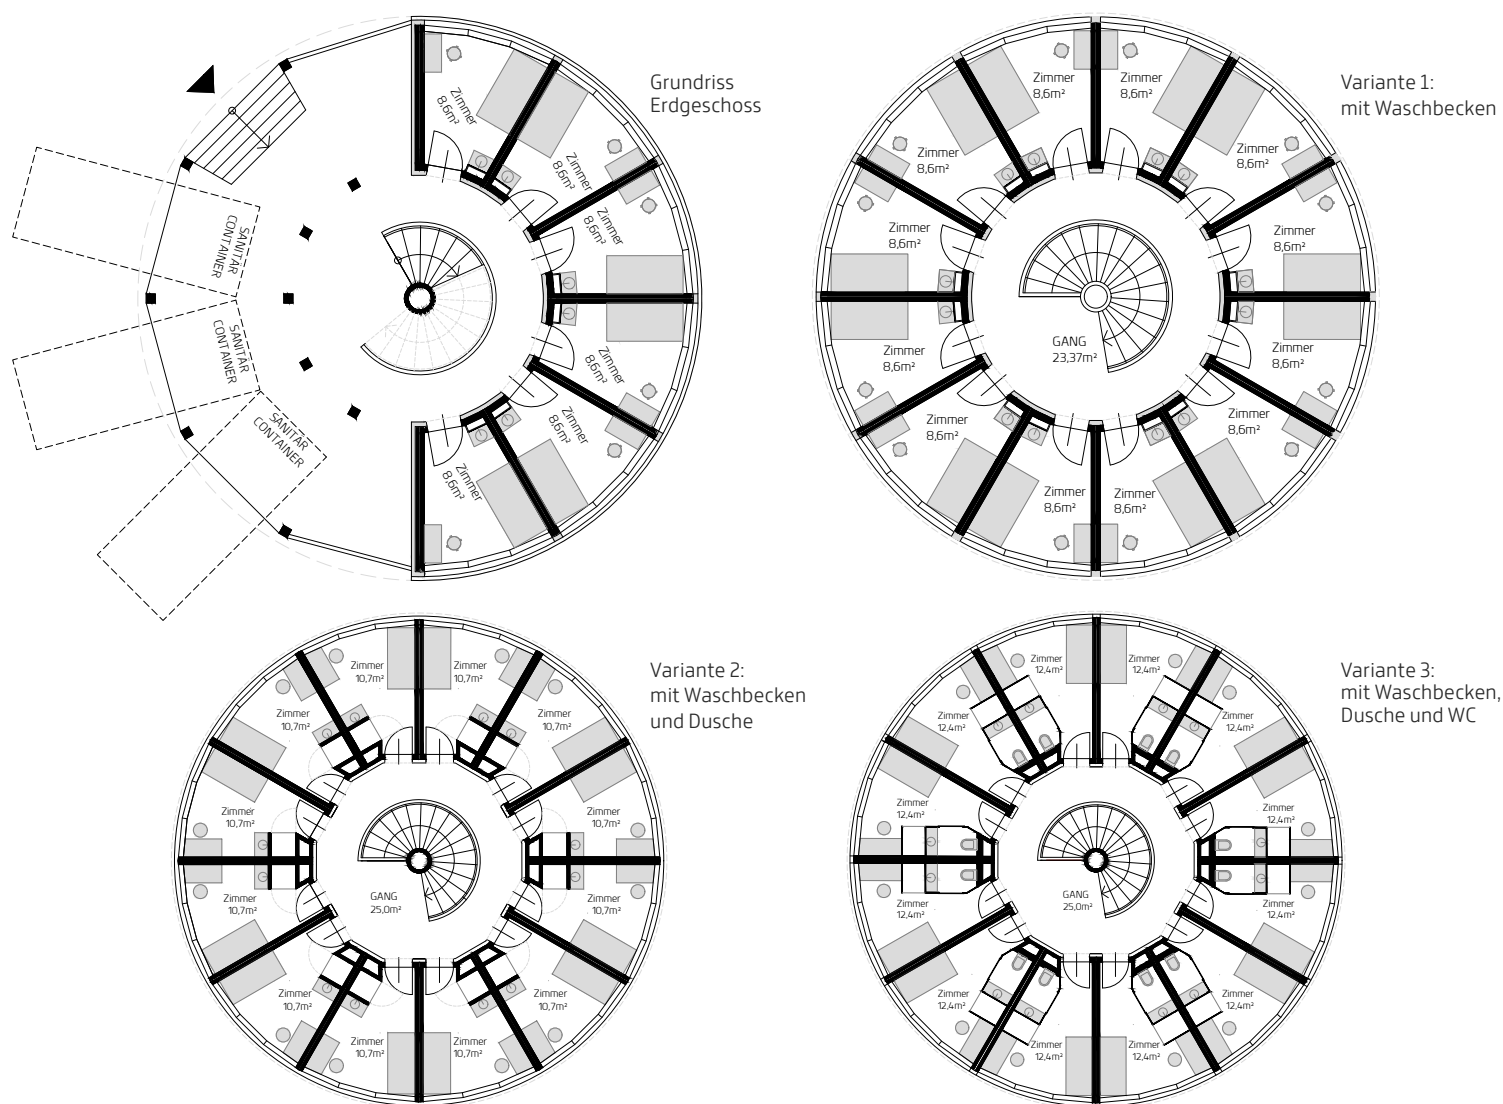 Grundriss
Erdgeschoss
Zimmer
8,6m²
Zimmer
8,6m²
Zimmer
8,6m²
Zimmer
8,6m²
Zimmer
8,6m²
Zimmer
8,6m²
SANITÄR
CONTAINER
SANITÄR
CONTAINER
SANITÄR
CONTAINER
Variante 1:
mit Waschbecken
Zimmer
8,6m²
Zimmer
8,6m²
Zimmer
8,6m²
Zimmer
8,6m²
Zimmer
8,6m²
Zimmer
8,6m²
GANG
23,37m²
Zimmer
8,6m²
Zimmer
8,6m²
Zimmer
8,6m²
Zimmer
8,6m²
Zimmer
8,6m²
Zimmer
8,6m²
Variante 2:
mit Waschbecken
und Dusche
Zimmer
10,7m²
Zimmer
10,7m²
Zimmer
10,7m²
Zimmer
10,7m²
Zimmer
10,7m²
Zimmer
10,7m²
GANG
25,0m²
Zimmer
10,7m²
Zimmer
10,7m²
Zimmer
10,7m²
Zimmer
10,7m²
Zimmer
10,7m²
Zimmer
10,7m²
Variante 3:
mit Waschbecken,
Dusche und WC
Zimmer
12,4m²
Zimmer
12,4m²
Zimmer
12,4m²
Zimmer
12,4m²
Zimmer
12,4m²
Zimmer
12,4m²
GANG
25,0m²
Zimmer
12,4m²
Zimmer
12,4m²
Zimmer
12,4m²
Zimmer
12,4m²
Zimmer
12,4m²
Zimmer
12,4m²